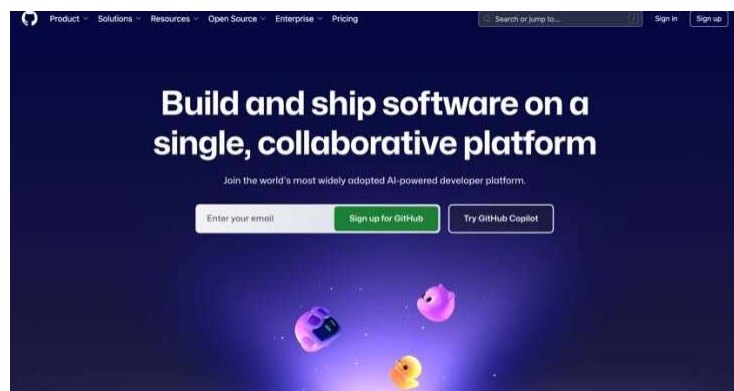 Product Solutions Resources Open Source Enterprise Pricing Search or jump to... / Sign in Sign up
Build and ship software on a
single, collaborative platform
Join the world's most widely adopted AI-powered developer platform.
Enter your email Sign up for GitHub Try GitHub Copilot